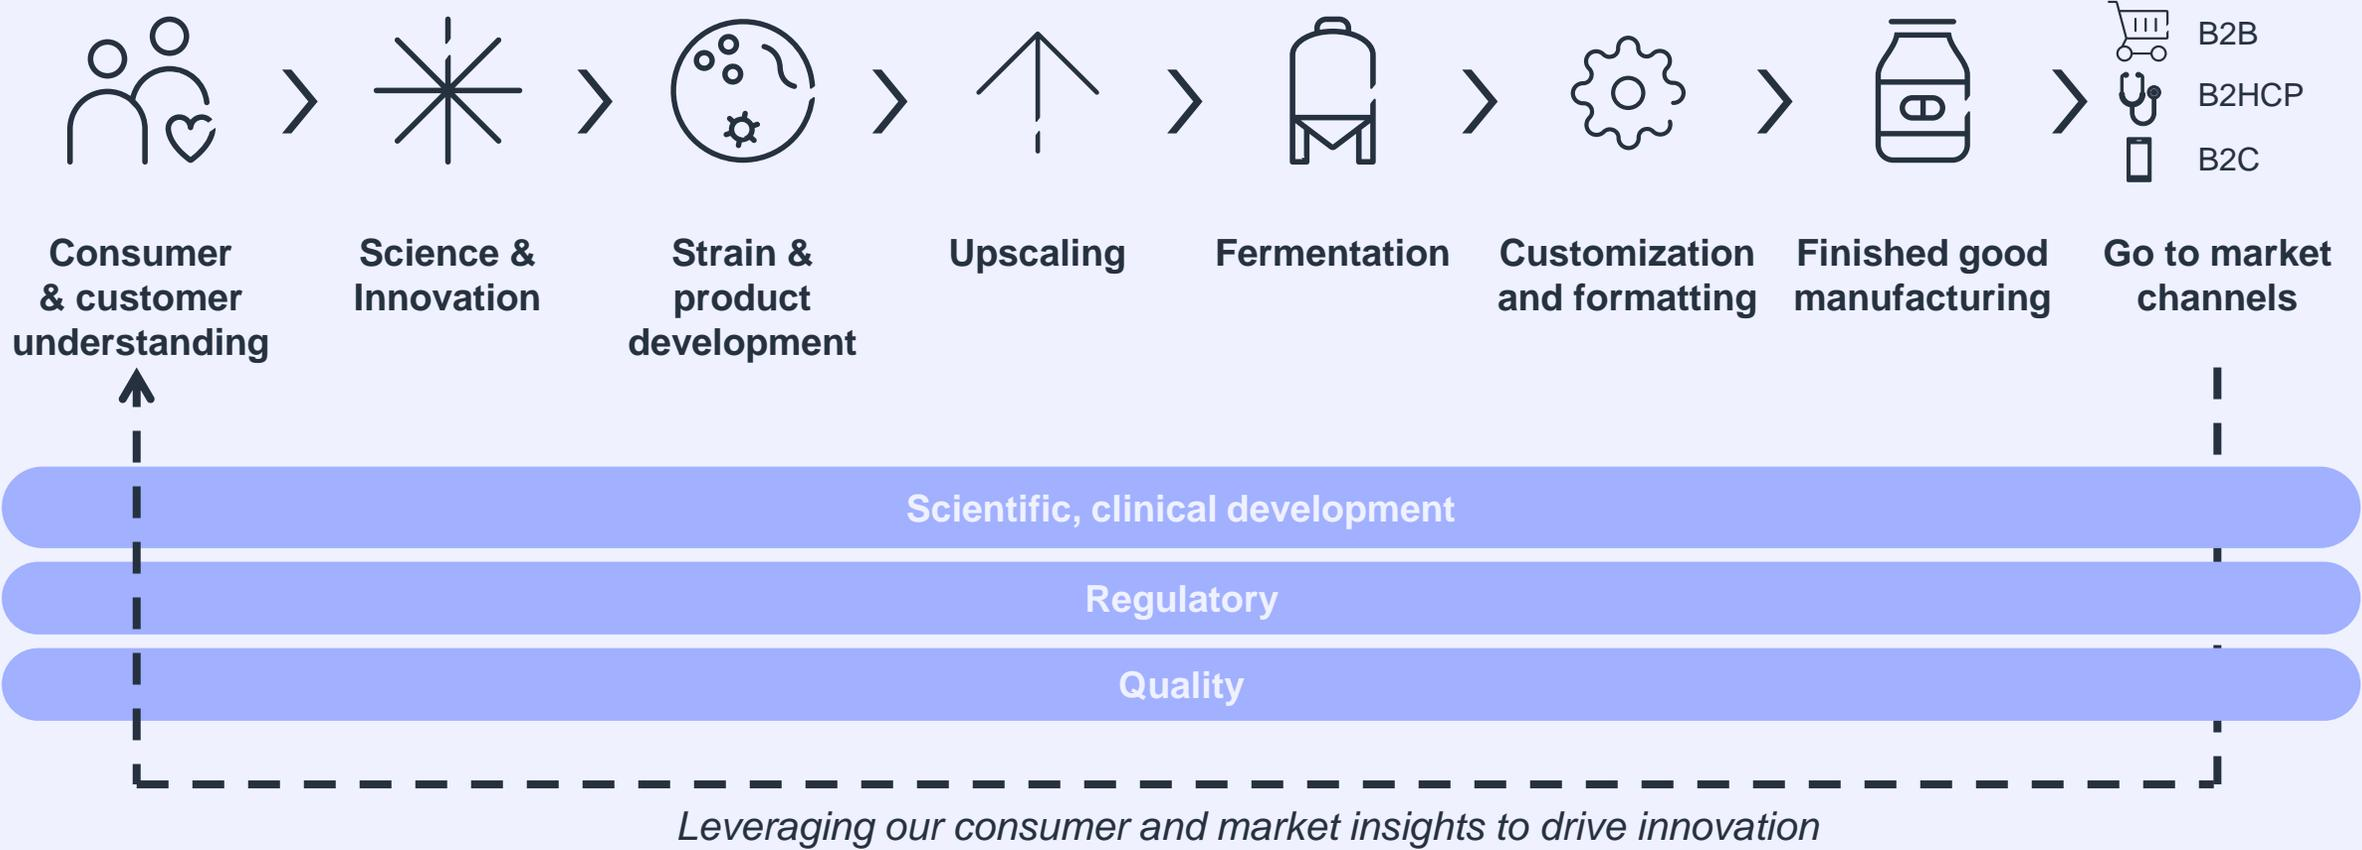 B2B
B2HCP
B2C
Consumer
& customer
understanding
Science &
Innovation
Strain &
product
development
Upscaling
Fermentation
Customization
and formatting
Finished good
manufacturing
Go to market
channels
Scientific, clinical development
Regulatory
Quality
Leveraging our consumer and market insights to drive innovation